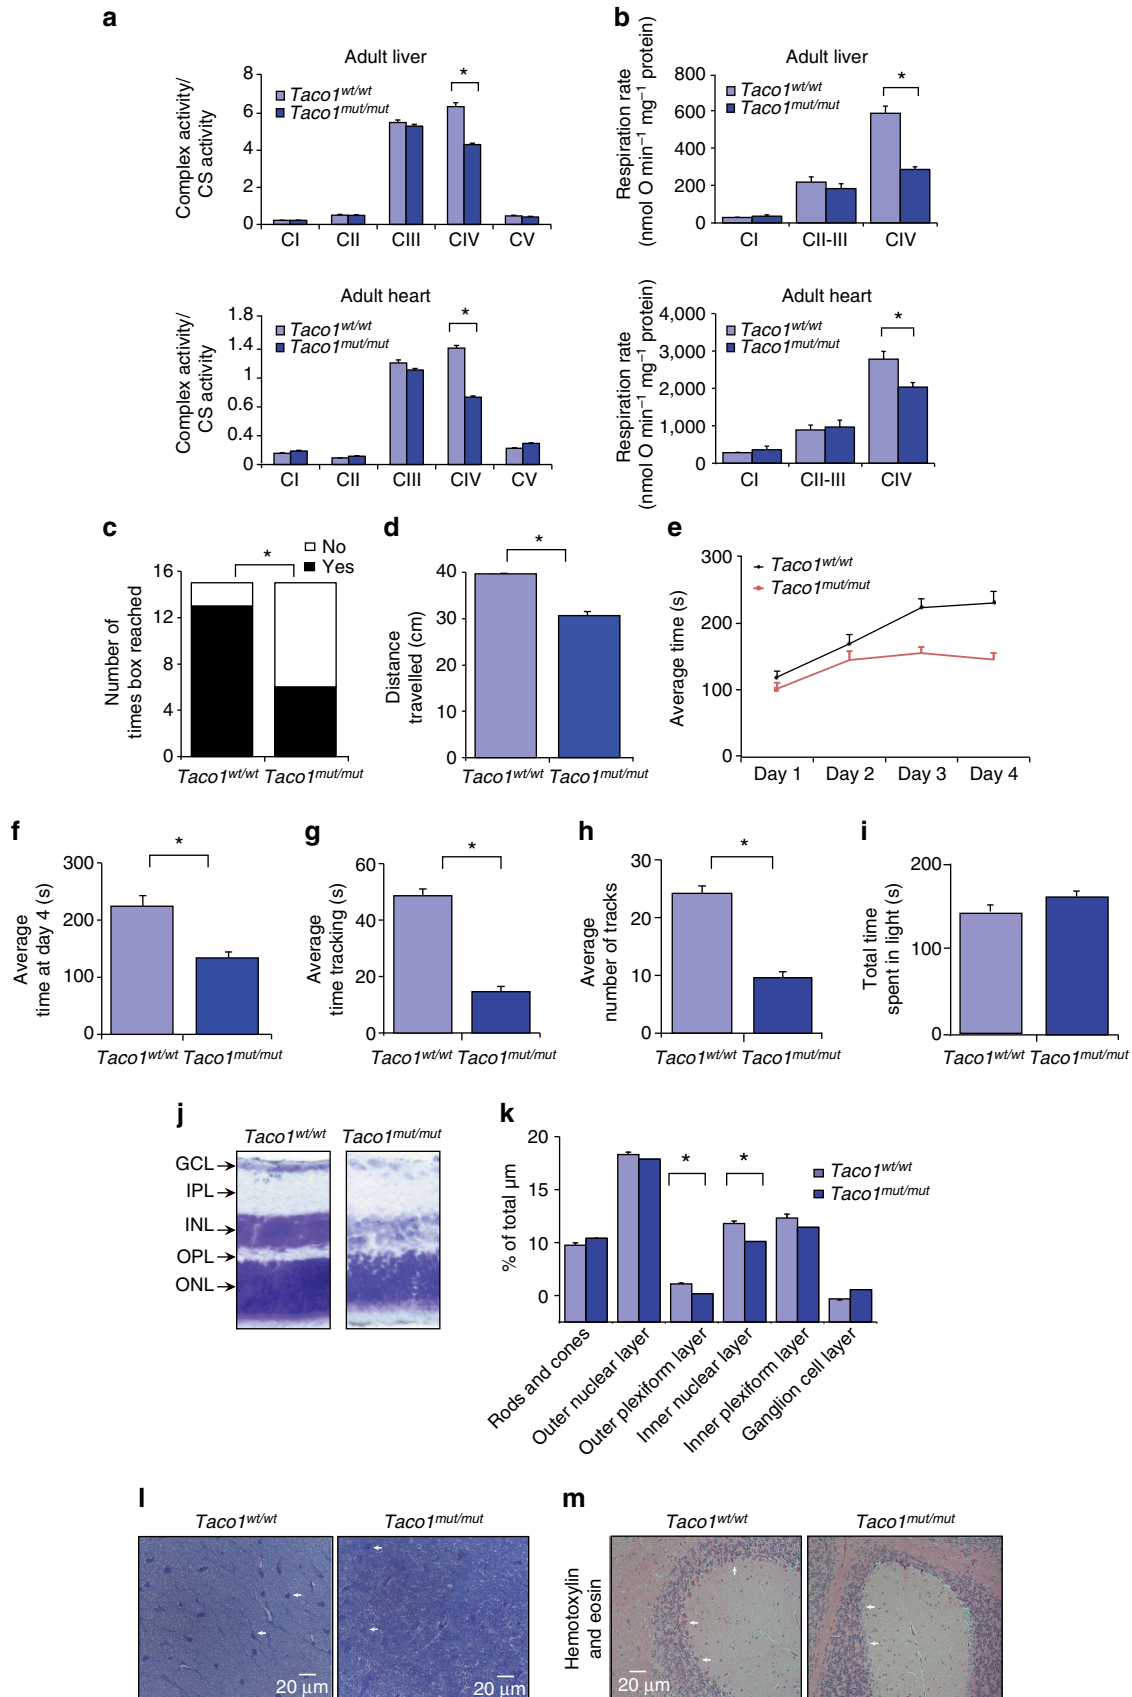 a
Adult liver
Complex activity/
CS activity
8
6
4
2
0
Taco1wt/wt
Taco1mut/mut
*
CI CII CIII CIV CV
b
Adult liver
Respiration rate
(nmol O min−1 mg−1 protein)
800
600
400
200
0
Taco1wt/wt
Taco1mut/mut
*
CI CII-III CIV
Adult heart
Complex activity/
CS activity
1.8
1.4
1
0.6
0.4
0
Taco1wt/wt
Taco1mut/mut
*
CI CII CIII CIV CV
Adult heart
Respiration rate
(nmol O min−1 mg−1 protein)
4,000
3,000
2,000
1,000
0
Taco1wt/wt
Taco1mut/mut
*
CI CII-III CIV
c
No
Yes
*
Number of
times box reached
16
12
8
4
0
Taco1wt/wt Taco1mut/mut
d
*
Distance
travelled (cm)
40
30
20
10
0
Taco1wt/wt Taco1mut/mut
e
Average time (s)
300
200
100
0
Taco1wt/wt
Taco1mut/mut
Day 1 Day 2 Day 3 Day 4
f
*
Average
time at day 4 (s)
300
200
100
0
Taco1wt/wt Taco1mut/mut
g
*
Average
time tracking (s)
60
40
20
0
Taco1wt/wt Taco1mut/mut
h
*
Average
number of tracks
30
20
10
0
Taco1wt/wt Taco1mut/mut
i
Total time
spent in light (s)
200
100
0
Taco1wt/wt Taco1mut/mut
j
Taco1wt/wt Taco1mut/mut
GCL
IPL
INL
OPL
ONL
k
% of total µm
20
15
10
0
* *
Taco1wt/wt
Taco1mut/mut
Rods and cones
Outer nuclear layer
Outer plexiform layer
Inner nuclear layer
Inner plexiform layer
Ganglion cell layer
l
Taco1wt/wt Taco1mut/mut
20 µm 20 µm
m
Taco1wt/wt Taco1mut/mut
Hemotoxylin
and eosin
20 µm